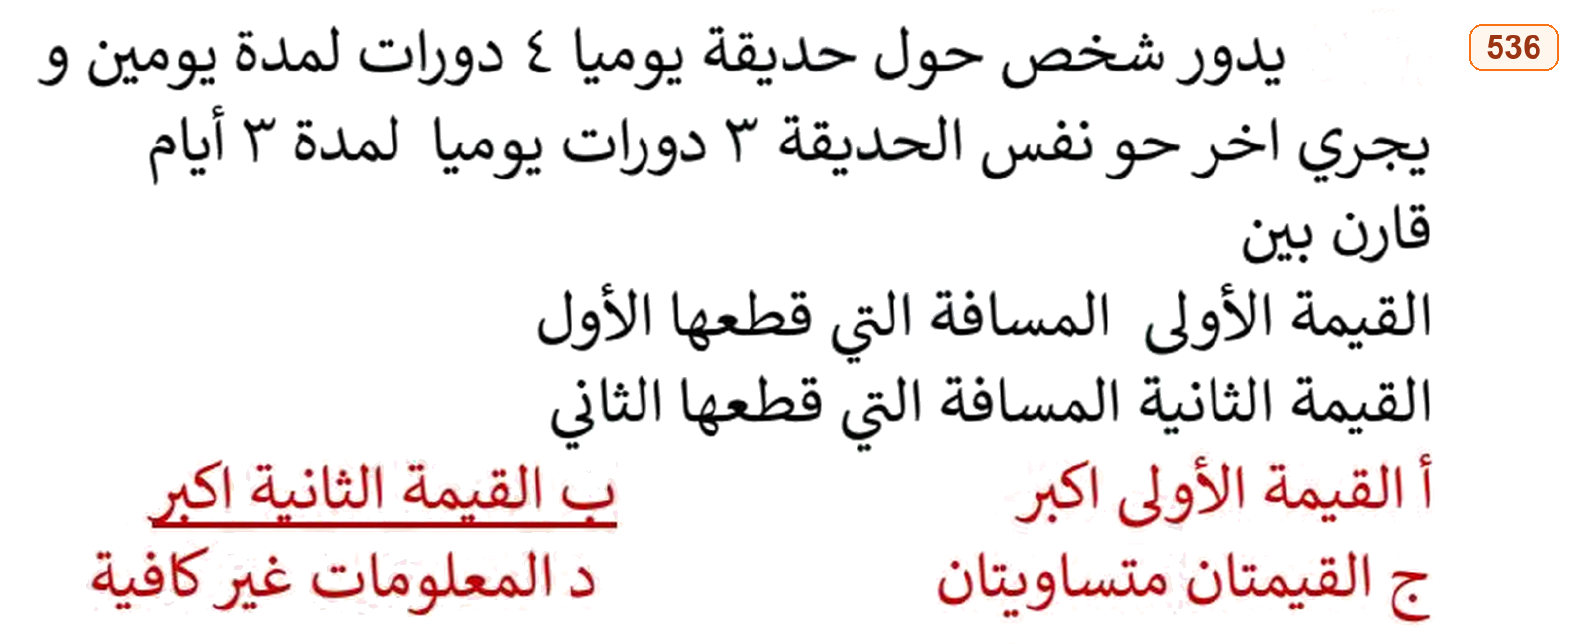 536
يدور شخص حول حديقة يوميا ٤ دورات لمدة يومين و
يجري اخر حو نفس الحديقة ٣ دورات يوميا لمدة ٣ أيام
قارن بين
القيمة الأولى المسافة التي قطعها الأول
القيمة الثانية المسافة التي قطعها الثاني
أ القيمة الأولى اكبر ب القيمة الثانية اكبر
ج القيمتان متساويتان د المعلومات غير كافية